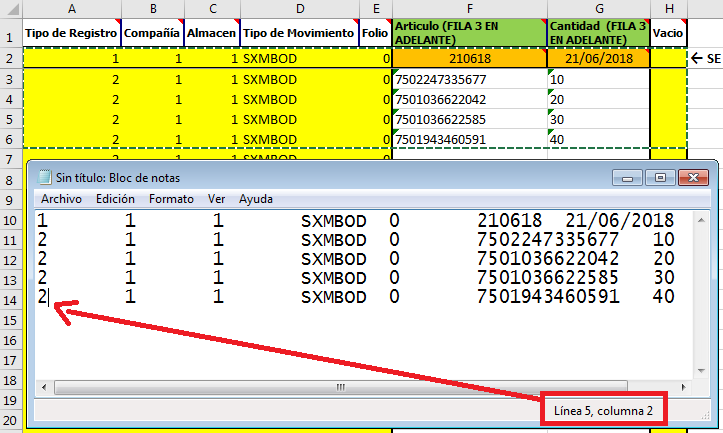 A B C D E F G H
1 Tipo de Registro Compañía Almacen Tipo de Movimiento Folio Articulo (FILA 3 EN ADELANTE) Cantidad (FILA 3 EN ADELANTE) Vacio
2 1 1 1 SXMBOD 0 210618 21/06/2018 ← SE
3 2 1 1 SXMBOD 0 7502247335677 10
4 2 1 1 SXMBOD 0 7501036622042 20
5 2 1 1 SXMBOD 0 7501036622585 30
6 2 1 1 SXMBOD 0 7501943460591 40
7
8 Sin título: Bloc de notas
9 Archivo Edición Formato Ver Ayuda
10 1 1 1 SXMBOD 0 210618 21/06/2018
11 2 1 1 SXMBOD 0 7502247335677 10
12 2 1 1 SXMBOD 0 7501036622042 20
13 2 1 1 SXMBOD 0 7501036622585 30
14 2 1 1 SXMBOD 0 7501943460591 40
15
16
17
18
19 Línea 5, columna 2
20